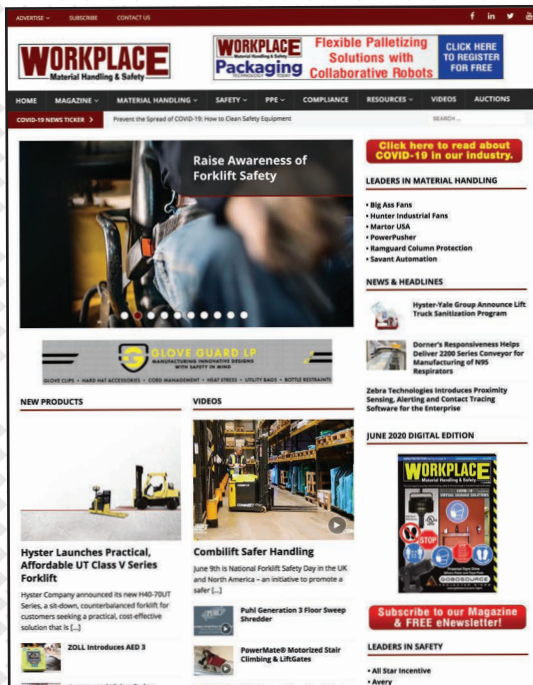 ADVERTISE
SUBSCRIBE
CONTACT US
WORKPLACE
Material Handling & Safety
WORKPLACE
Material Handling & Safety
Packaging
Flexible Palletizing
Solutions with
Collaborative Robots
CLICK HERE
TO REGISTER
FOR FREE
HOME
MAGAZINE
MATERIAL HANDLING
SAFETY
PPE
COMPLIANCE
RESOURCES
VIDEOS
AUCTIONS
COVID-19 NEWS TICKER
Prevent the Spread of COVID-19: How to Clean Safety Equipment
SEARCH ...
Raise Awareness of
Forklift Safety
GLOVE GUARD LP
MANUFACTURING INNOVATIVE DESIGNS
WITH SAFETY IN MIND
GLOVE CLIPS • HARD HAT ACCESSORIES • CORD MANAGEMENT • HEAT STRESS • UTILITY BAGS • BOTTLE RESTRAINTS
NEW PRODUCTS
Hyster Launches Practical,
Affordable UT Class V Series
Forklift
Hyster Company announced its new H40-70UT
Series, a sit-down, counterbalanced forklift for
customers seeking a practical, cost-effective
solution that is [...]
ZOLL Introduces AED 3
VIDEOS
Combilift Safer Handling
June 9th is National Forklift Safety Day in the UK
and North America – an initiative to promote a
safer [...]
Puhl Generation 3 Floor Sweep
Shredder
PowerMate® Motorized Stair
Climbing & LiftGates
Click here to read about
COVID-19 in our industry.
LEADERS IN MATERIAL HANDLING
• Big Ass Fans
• Hunter Industrial Fans
• Martor USA
• PowerPusher
• Ramguard Column Protection
• Savant Automation
NEWS & HEADLINES
Hyster-Yale Group Announce Lift
Truck Sanitization Program
Dorner's Responsiveness Helps
Deliver 2200 Series Conveyor for
Manufacturing of N95
Respirators
Zebra Technologies Introduces Proximity
Sensing, Alerting and Contact Tracing
Software for the Enterprise
JUNE 2020 DIGITAL EDITION
WORKPLACE
Material Handling & Safety
STOP
GOBOSOURCE
Subscribe to our Magazine
& FREE eNewsletter!
LEADERS IN SAFETY
• All Star Incentive
• Avery